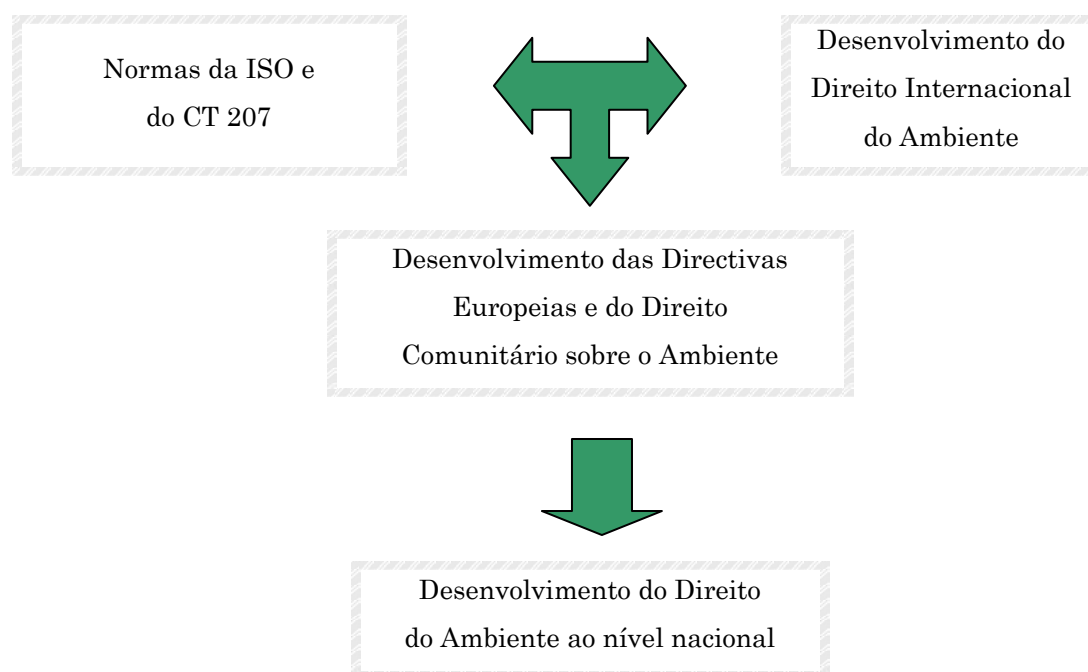 Normas da ISO e
do CT 207
Desenvolvimento do
Direito Internacional
do Ambiente
Desenvolvimento das Directivas
Europeias e do Direito
Comunitário sobre o Ambiente
Desenvolvimento do Direito
do Ambiente ao nível nacional